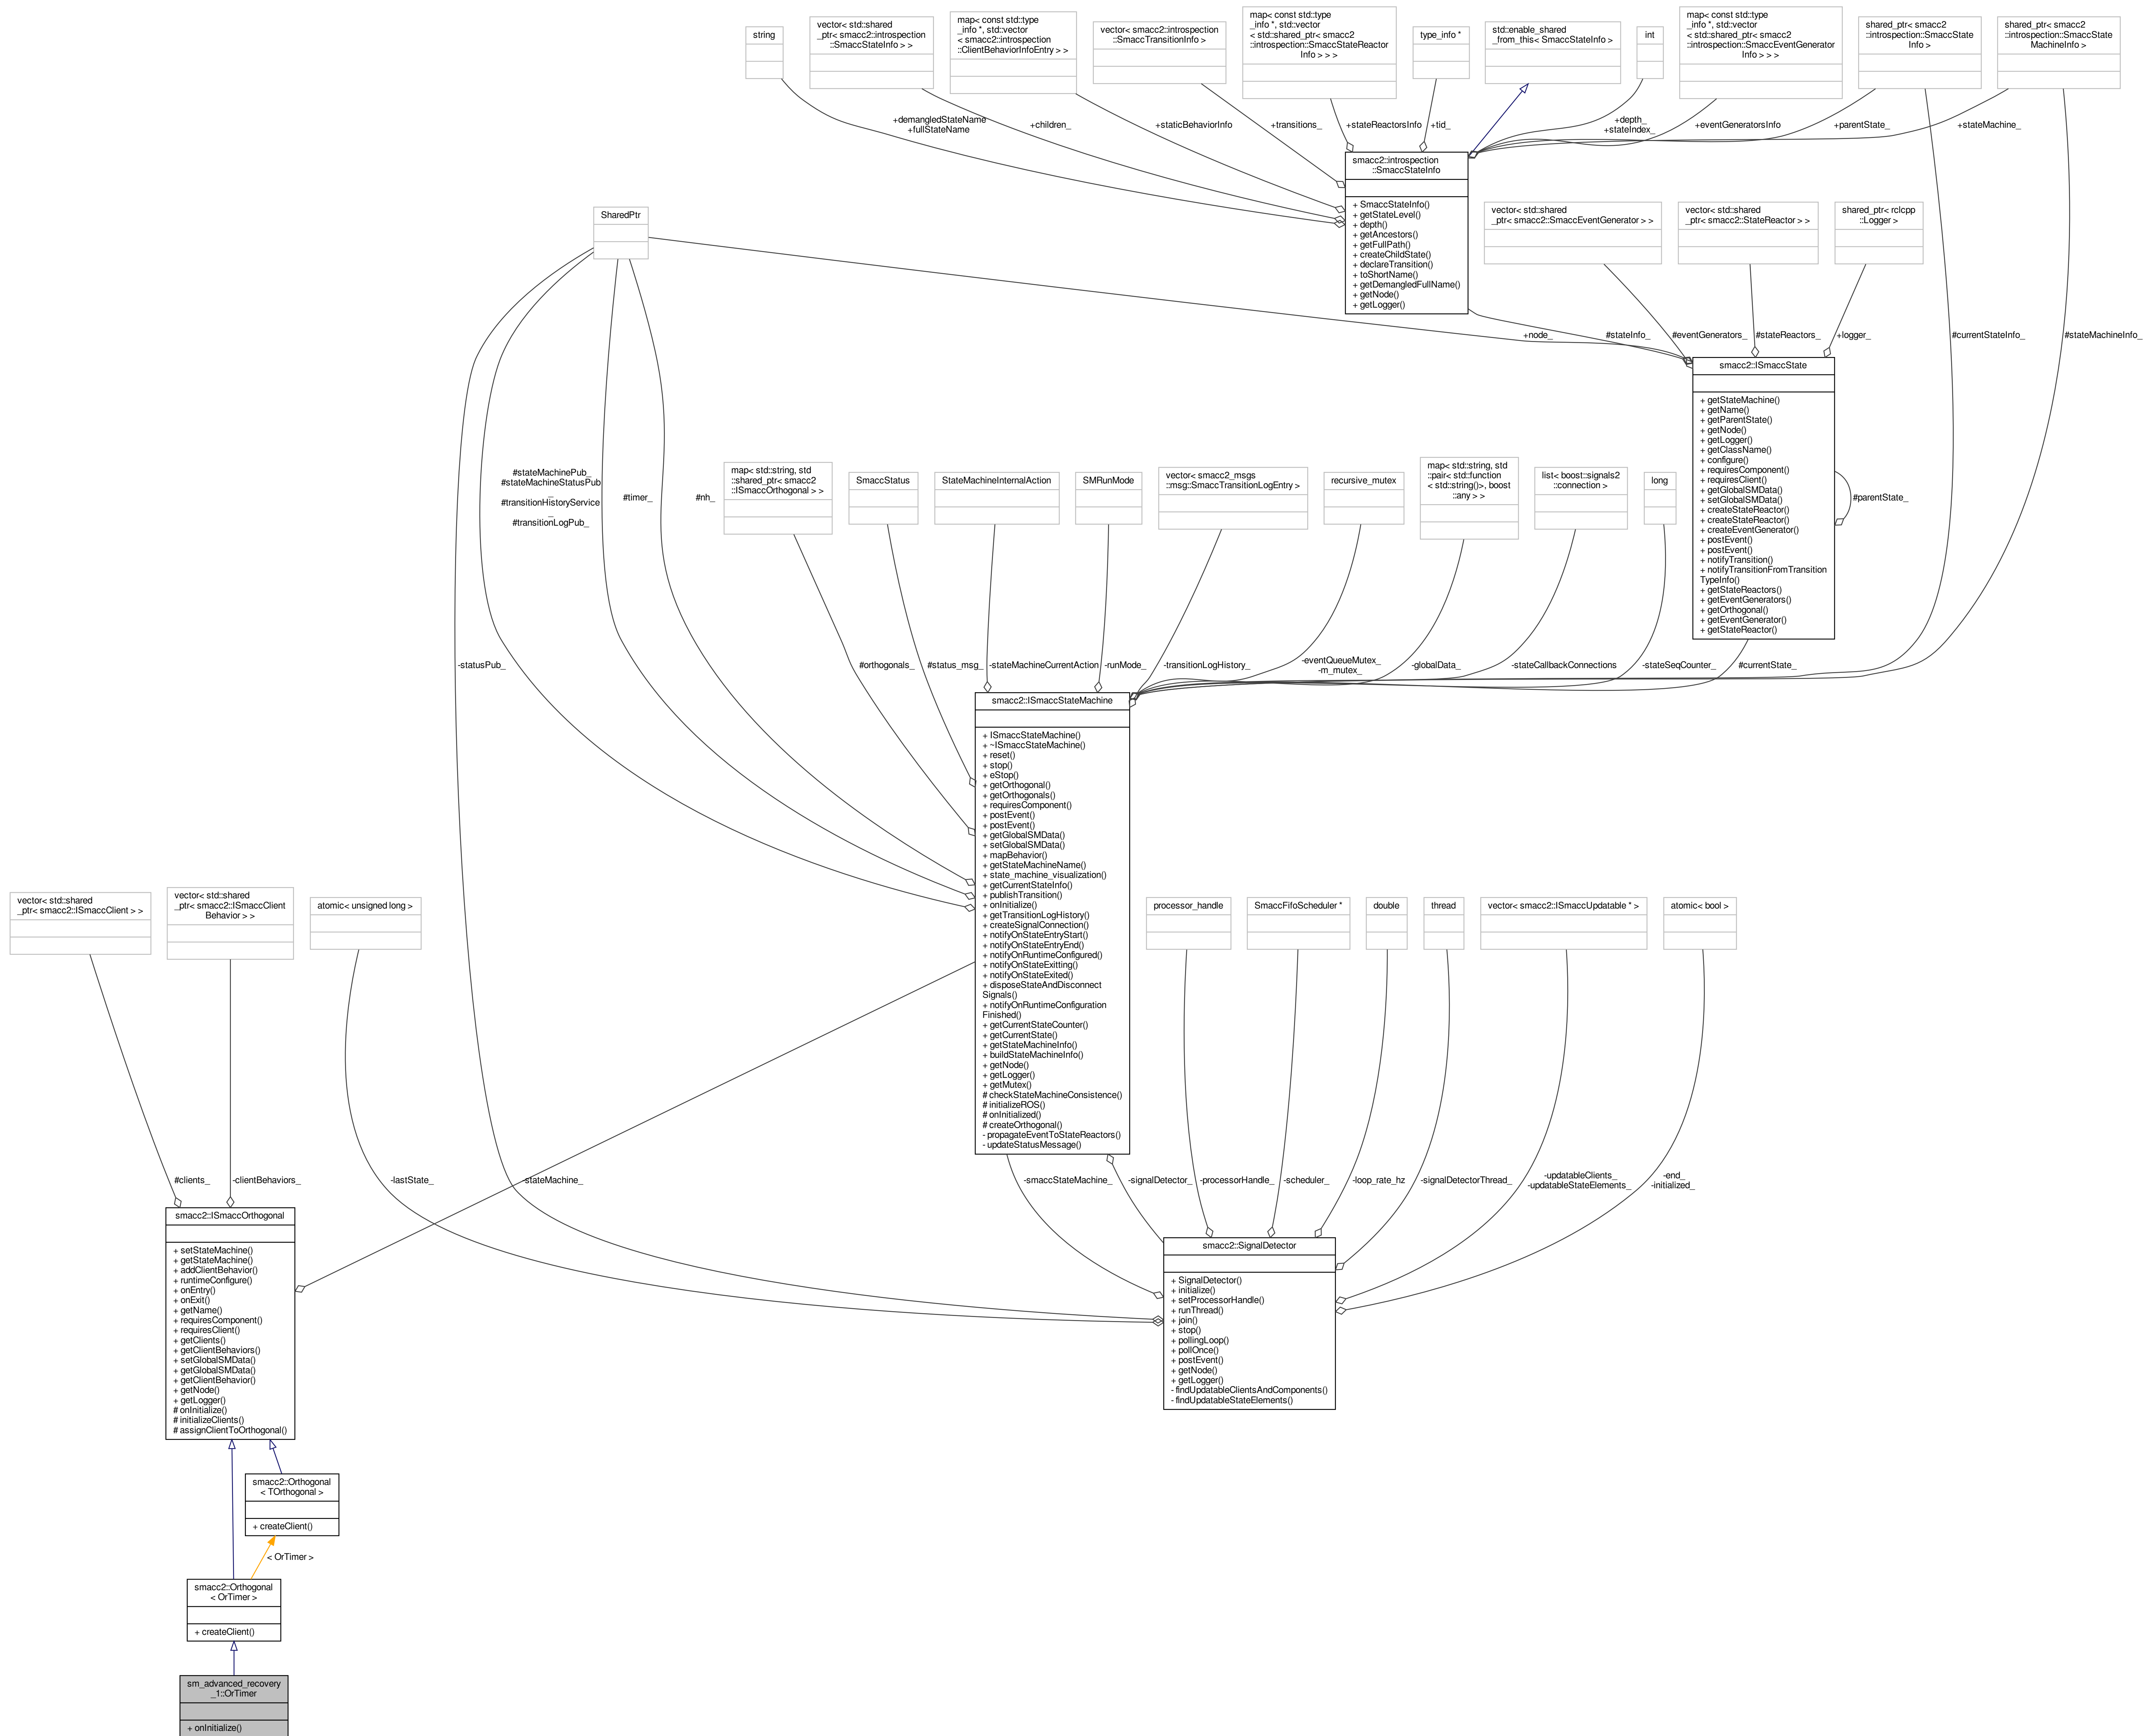 string
vector< std::shared
_ptr< smacc2::introspection
::SmaccStateInfo > >
map< const std::type
_info *, std::vector
< smacc2::introspection
::ClientBehaviorInfoEntry > >
vector< smacc2::introspection
::SmaccTransitionInfo >
map< const std::type
_info *, std::vector
< std::shared_ptr< smacc2
::introspection::SmaccStateReactor
Info > > >
type_info *
std::enable_shared
_from_this< SmaccStateInfo >
int
map< const std::type
_info *, std::vector
< std::shared_ptr< smacc2
::introspection::SmaccEventGenerator
Info > > >
shared_ptr< smacc2
::introspection::SmaccState
Info >
shared_ptr< smacc2
::introspection::SmaccState
MachineInfo >
+demangledStateName
+fullStateName
+children_
+staticBehaviorInfo
+transitions_
+stateReactorsInfo
+tid_
+depth_
+stateIndex_
+eventGeneratorsInfo
+parentState_
+stateMachine_
smacc2::introspection
::SmaccStateInfo
+ SmaccStateInfo()
+ getStateLevel()
+ depth()
+ getAncestors()
+ getFullPath()
+ createChildState()
+ declareTransition()
+ toShortName()
+ getDemangledFullName()
+ getNode()
+ getLogger()
SharedPtr
vector< std::shared
_ptr< smacc2::SmaccEventGenerator > >
vector< std::shared
_ptr< smacc2::StateReactor > >
shared_ptr< rclcpp
::Logger >
+node_
#stateInfo_
#eventGenerators_
#stateReactors_
+logger_
#currentStateInfo_
#stateMachineInfo_
smacc2::ISmaccState
+ getStateMachine()
+ getName()
+ getParentState()
+ getNode()
+ getLogger()
+ getClassName()
+ configure()
+ requiresComponent()
+ requiresClient()
+ getGlobalSMData()
+ setGlobalSMData()
+ createStateReactor()
+ createStateReactor()
+ createEventGenerator()
+ postEvent()
+ postEvent()
+ notifyTransition()
+ notifyTransitionFromTransition
TypeInfo()
+ getStateReactors()
+ getEventGenerators()
+ getOrthogonal()
+ getEventGenerator()
+ getStateReactor()
#parentState_
#stateMachinePub_
#stateMachineStatusPub
_
#transitionHistoryService
_
#transitionLogPub_
#timer_
#nh_
map< std::string, std
::shared_ptr< smacc2
::ISmaccOrthogonal > >
SmaccStatus
StateMachineInternalAction
SMRunMode
vector< smacc2_msgs
::msg::SmaccTransitionLogEntry >
recursive_mutex
map< std::string, std
::pair< std::function
< std::string()>, boost
::any > >
list< boost::signals2
::connection >
long
-statusPub_
#orthogonals_
#status_msg_
-stateMachineCurrentAction
-runMode_
-transitionLogHistory_
-eventQueueMutex_
-m_mutex_
-globalData_
-stateCallbackConnections
-stateSeqCounter_
#currentState_
smacc2::ISmaccStateMachine
+ ISmaccStateMachine()
+ ~ISmaccStateMachine()
+ reset()
+ stop()
+ eStop()
+ getOrthogonal()
+ getOrthogonals()
+ requiresComponent()
+ postEvent()
+ postEvent()
+ getGlobalSMData()
+ setGlobalSMData()
+ mapBehavior()
+ getStateMachineName()
+ state_machine_visualization()
+ getCurrentStateInfo()
+ publishTransition()
+ onInitialize()
+ getTransitionLogHistory()
+ createSignalConnection()
+ notifyOnStateEntryStart()
+ notifyOnStateEntryEnd()
+ notifyOnRuntimeConfigured()
+ notifyOnStateExitting()
+ notifyOnStateExited()
+ disposeStateAndDisconnect
Signals()
+ notifyOnRuntimeConfiguration
Finished()
+ getCurrentStateCounter()
+ getCurrentState()
+ getStateMachineInfo()
+ buildStateMachineInfo()
+ getNode()
+ getLogger()
+ getMutex()
# checkStateMachineConsistence()
# initializeROS()
# onInitialized()
# createOrthogonal()
- propagateEventToStateReactors()
- updateStatusMessage()
vector< std::shared
_ptr< smacc2::ISmaccClient > >
vector< std::shared
_ptr< smacc2::ISmaccClient
Behavior > >
atomic< unsigned long >
processor_handle
SmaccFifoScheduler *
double
thread
vector< smacc2::ISmaccUpdatable * >
atomic< bool >
#clients_
-clientBehaviors_
-lastState_
-stateMachine_
-smaccStateMachine_
-signalDetector_
-processorHandle_
-scheduler_
-loop_rate_hz
-signalDetectorThread_
-updatableClients_
-updatableStateElements_
-end_
-initialized_
smacc2::ISmaccOrthogonal
+ setStateMachine()
+ getStateMachine()
+ addClientBehavior()
+ runtimeConfigure()
+ onEntry()
+ onExit()
+ getName()
+ requiresComponent()
+ requiresClient()
+ getClients()
+ getClientBehaviors()
+ setGlobalSMData()
+ getGlobalSMData()
+ getClientBehavior()
+ getNode()
+ getLogger()
# onInitialize()
# initializeClients()
# assignClientToOrthogonal()
smacc2::SignalDetector
+ SignalDetector()
+ initialize()
+ setProcessorHandle()
+ runThread()
+ join()
+ stop()
+ pollingLoop()
+ pollOnce()
+ postEvent()
+ getNode()
+ getLogger()
- findUpdatableClientsAndComponents()
- findUpdatableStateElements()
smacc2::Orthogonal
< TOrthogonal >
+ createClient()
< OrTimer >
smacc2::Orthogonal
< OrTimer >
+ createClient()
sm_advanced_recovery
_1::OrTimer
+ onInitialize()